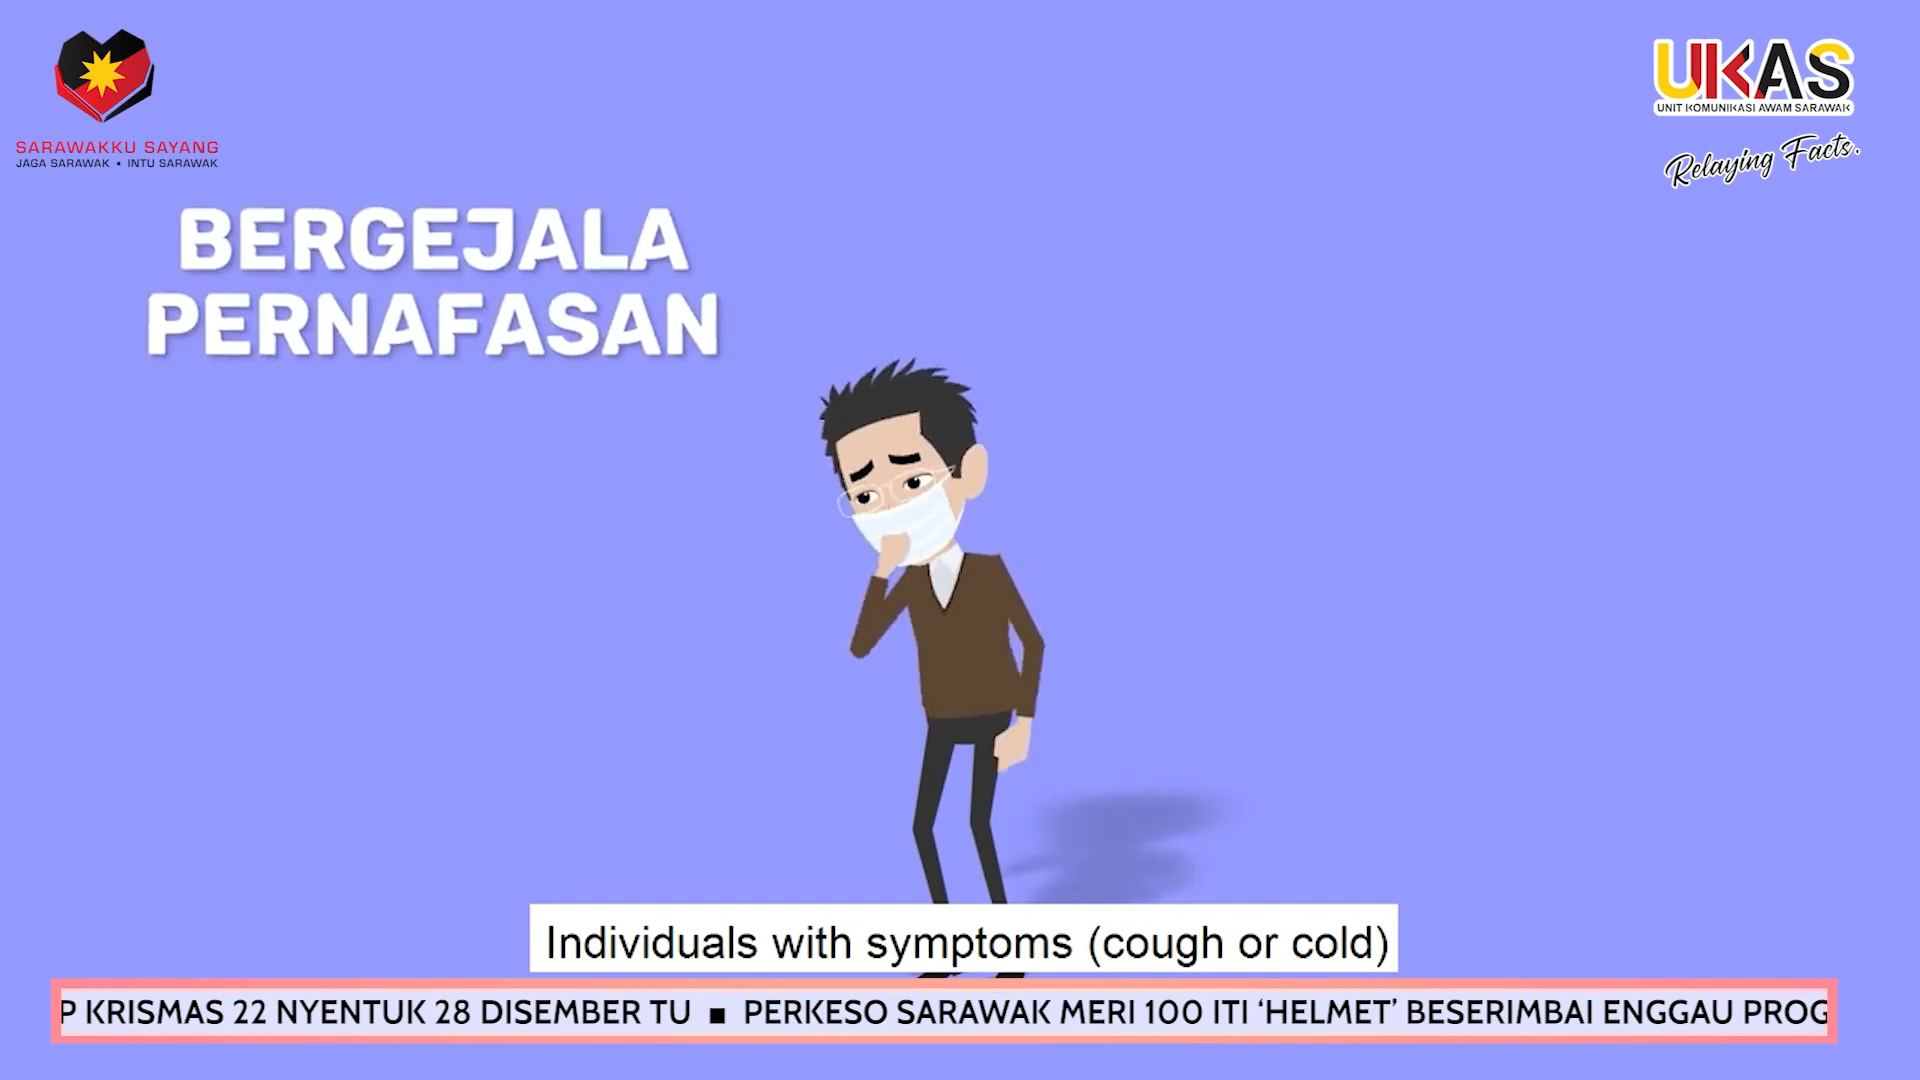 SARAWAKKU SAYANG
JAGA SARAWAK • INTU SARAWAK
UKAS
UNIT KOMUNIKASI AWAM SARAWAK
Relaying Facts.
BERGEJALA
PERNAFASAN
Individuals with symptoms (cough or cold)
P KRISMAS 22 NYENTUK 28 DISEMBER TU ■ PERKESO SARAWAK MERI 100 ITI ‘HELMET’ BESERIMBAI ENGGAU PROG